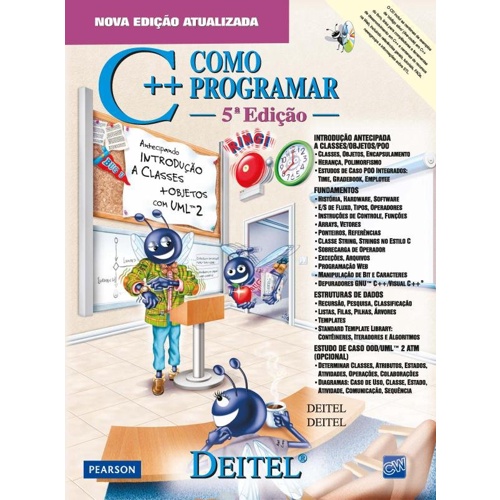 NOVA EDIÇÃO ATUALIZADA
C++ COMO
PROGRAMAR
5ª Edição
RING!
Antecipando
INTRODUÇÃO
A CLASSES
+OBJETOS
COM UML™ 2
INTRODUÇÃO ANTECIPADA
A CLASSES/OBJETOS/POO
• CLASSES, OBJETOS, ENCAPSULAMENTO
• HERANÇA, POLIMORFISMO
• ESTUDOS DE CASO POO INTEGRADOS:
TIME, GRADEBOOK, EMPLOYEE
FUNDAMENTOS
• HISTÓRIA, HARDWARE, SOFTWARE
• E/S DE FLUXO, TIPOS, OPERADORES
• INSTRUÇÕES DE CONTROLE, FUNÇÕES
• ARRAYS, VETORES
• PONTEIROS, REFERÊNCIAS
• CLASSE STRING, STRINGS NO ESTILO C
• SOBRECARGA DE OPERADOR
• EXCEÇÕES, ARQUIVOS
• PROGRAMAÇÃO WEB
• MANIPULAÇÃO DE BIT E CARACTERES
• DEPURADORES GNU™ C++/VISUAL C++®
ESTRUTURAS DE DADOS
• RECURSÃO, PESQUISA, CLASSIFICAÇÃO
• LISTAS, FILAS, PILHAS, ÁRVORES
• TEMPLATES
• STANDARD TEMPLATE LIBRARY:
CONTÊINERES, ITERADORES E ALGORITMOS
ESTUDO DE CASO OOD/UML™ 2 ATM
(OPCIONAL)
• DETERMINAR CLASSES, ATRIBUTOS, ESTADOS,
ATIVIDADES, OPERAÇÕES, COLABORAÇÕES
• DIAGRAMAS: CASO DE USO, CLASSE, ESTADO,
ATIVIDADE, COMUNICAÇÃO, SEQUÊNCIA
DEITEL
DEITEL
PEARSON
DEITEL®
CW